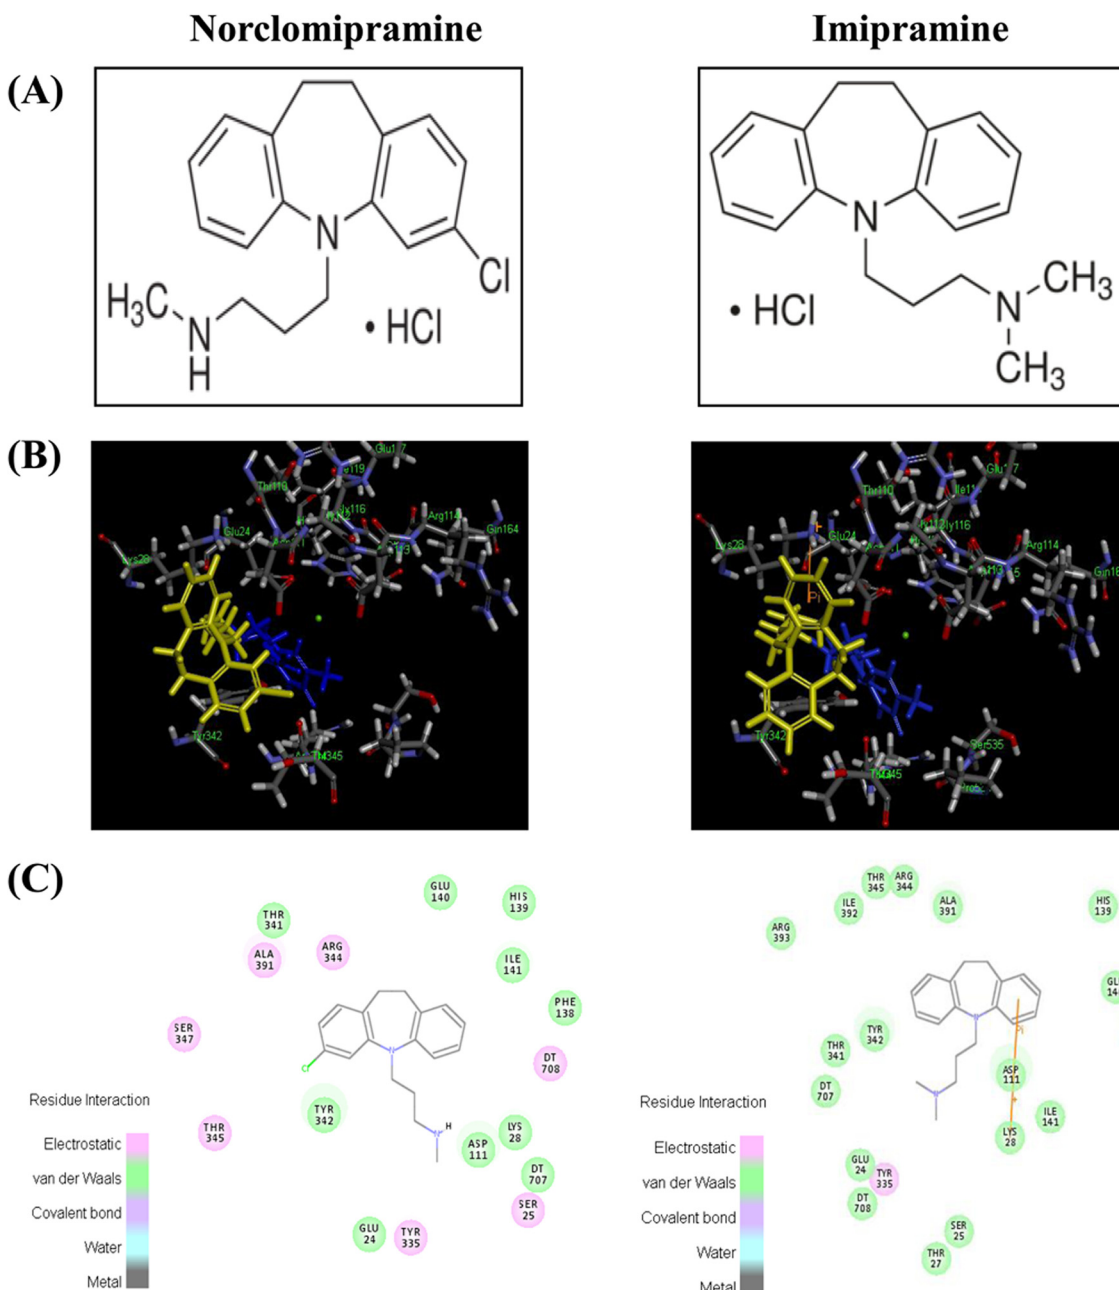 Norclomipramine
Imipramine
(A)
N
Cl
H₃C
N
H
• HCl
N
CH₃
N
CH₃
• HCl
(B)
Thr110
Glu24
Lys28
Gly116
Arg114
Gln164
Tyr342
Thr110
Glu24
Lys28
Arg114
Pi
Tyr342
Ser535
(C)
GLU
140
HIS
139
THR
341
ALA
391
ARG
344
ILE
141
PHE
138
SER
347
DT
708
Cl
N
TYR
342
THR
345
N
H
ASP
111
LYS
28
DT
707
SER
25
GLU
24
TYR
335
Residue Interaction
Electrostatic
van der Waals
Covalent bond
Water
Metal
THR
345
ARG
344
ILE
392
ALA
391
HIS
139
ARG
393
N
Pi
TYR
342
THR
341
ASP
111
DT
707
N
+
ILE
141
LYS
28
GLU
24
TYR
335
DT
708
SER
25
THR
27
Residue Interaction
Electrostatic
van der Waals
Covalent bond
Water
Metal